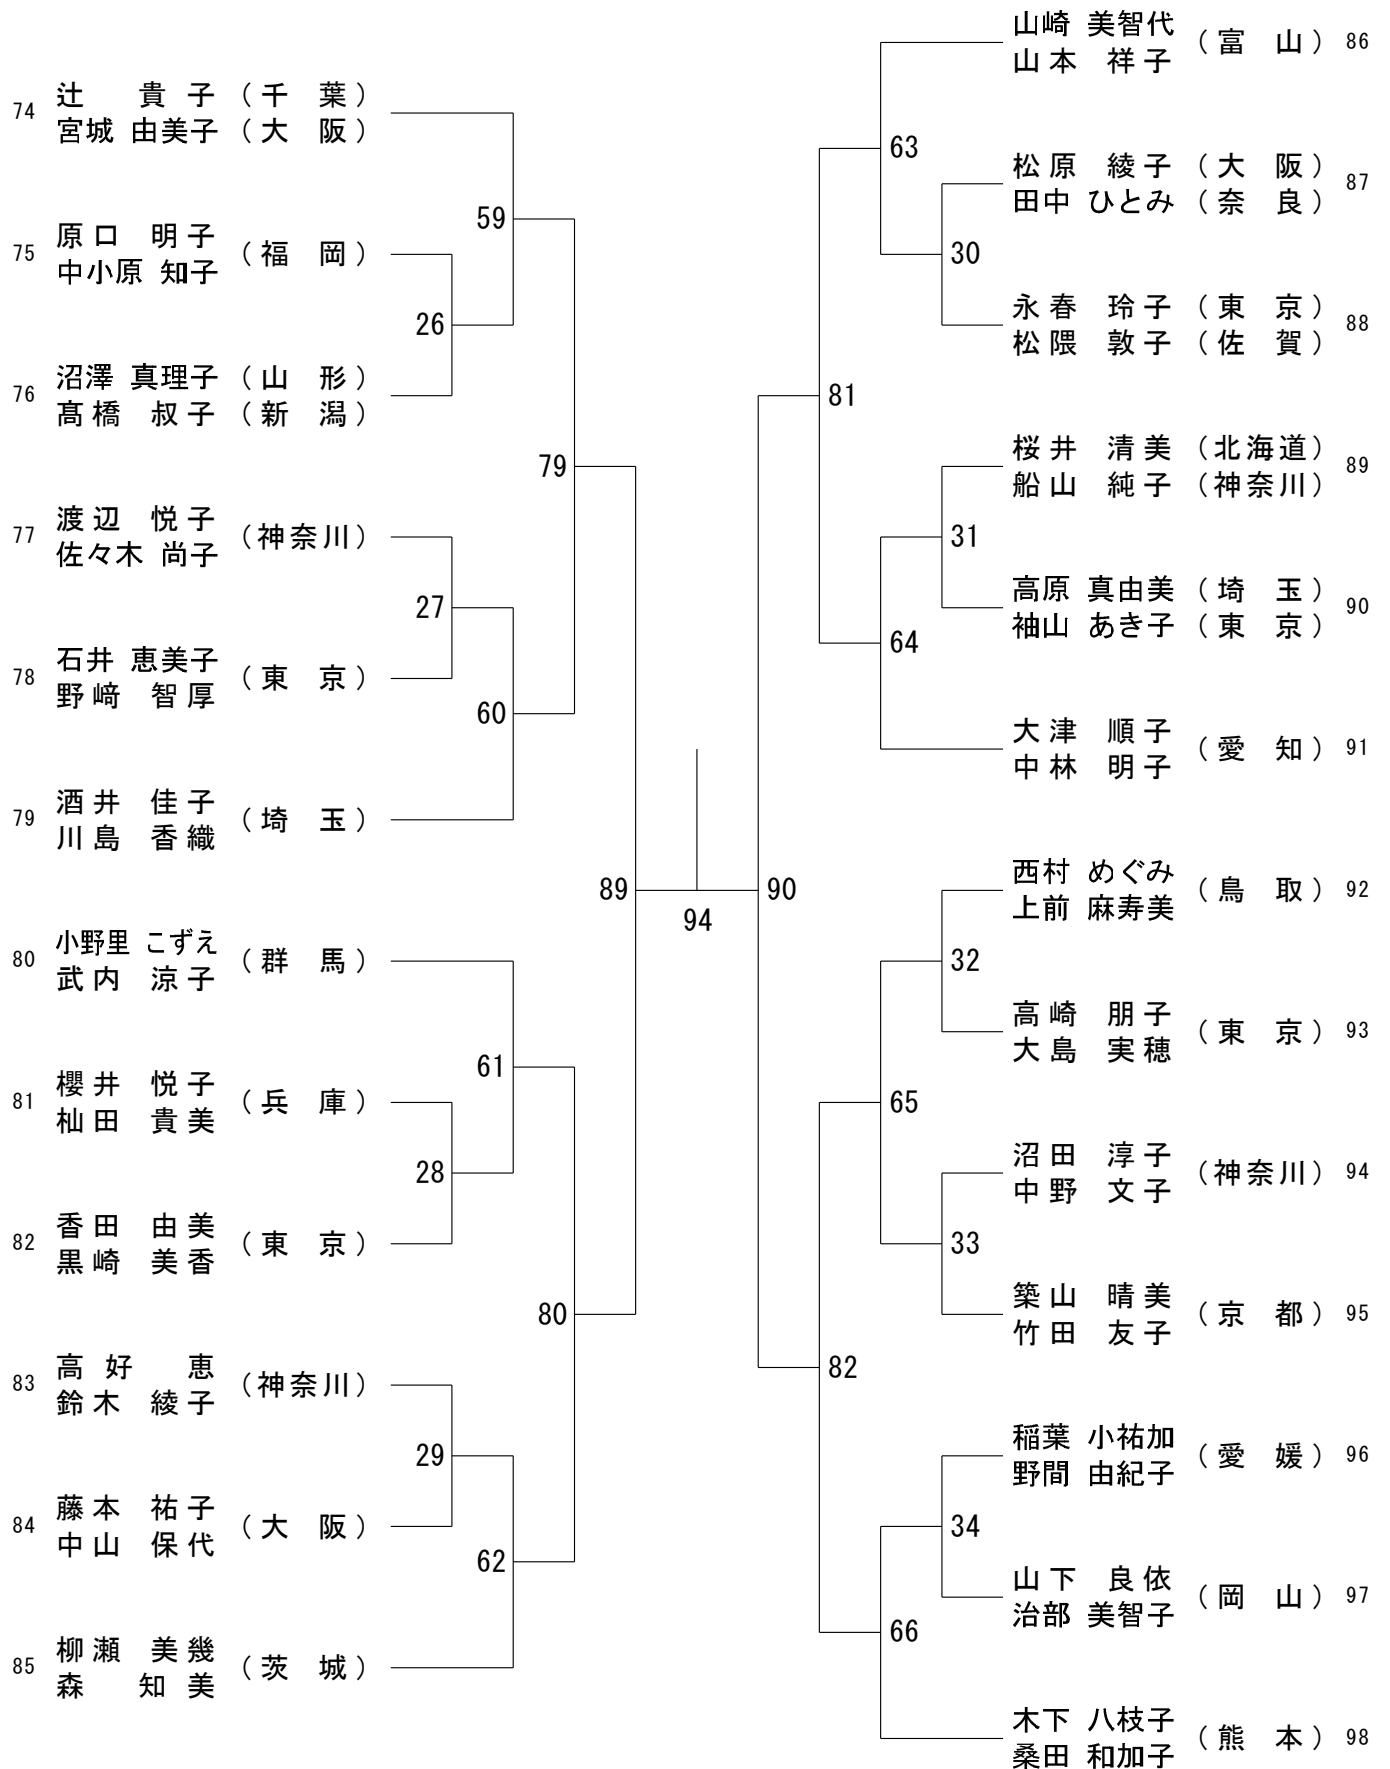 74 辻 貴子 (千葉)
宮城 由美子 (大阪)
75 原口 明子 (福岡)
中小原 知子
76 沼澤 真理子 (山形)
髙橋 叔子 (新潟)
77 渡辺 悦子 (神奈川)
佐々木 尚子
78 石井 恵美子 (東京)
野﨑 智厚
79 酒井 佳子 (埼玉)
川島 香織
80 小野里 こずえ (群馬)
武内 涼子
81 櫻井 悦子 (兵庫)
杣田 貴美
82 香田 由美 (東京)
黒崎 美香
83 高好 恵 (神奈川)
鈴木 綾子
84 藤本 祐子 (大阪)
中山 保代
85 柳瀬 美幾 (茨城)
森 知美
59
26
79
27
60
89
61
28
80
29
62
94
90
81
63
30
31
64
82
65
32
33
34
66
山崎 美智代 (富山) 86
山本 祥子
松原 綾子 (大阪) 87
田中 ひとみ (奈良)
永春 玲子 (東京) 88
松隈 敦子 (佐賀)
桜井 清美 (北海道) 89
船山 純子 (神奈川)
高原 真由美 (埼玉) 90
袖山 あき子 (東京)
大津 順子 (愛知) 91
中林 明子
西村 めぐみ (鳥取) 92
上前 麻寿美
高崎 朋子 (東京) 93
大島 実穂
沼田 淳子 (神奈川) 94
中野 文子
築山 晴美 (京都) 95
竹田 友子
稲葉 小祐加 (愛媛) 96
野間 由紀子
山下 良依 (岡山) 97
治部 美智子
木下 八枝子 (熊本) 98
桑田 和加子